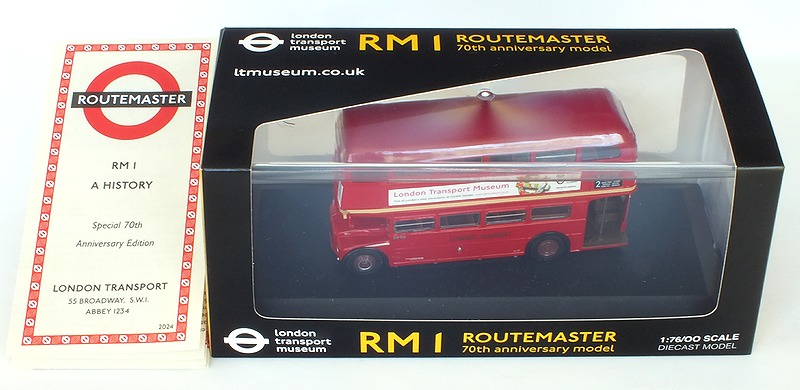 ROUTEMASTER
RM 1
A HISTORY
Special 70th
Anniversary Edition
LONDON TRANSPORT
55 BROADWAY, S.W.1.
ABBEY 1234
2024
london
transport
museum
RM 1
ROUTEMASTER
70th anniversary model
ltmuseum.co.uk
London Transport Museum
2
london
transport
museum
RM 1
ROUTEMASTER
70th anniversary model
1:76/OO SCALE
DIECAST MODEL